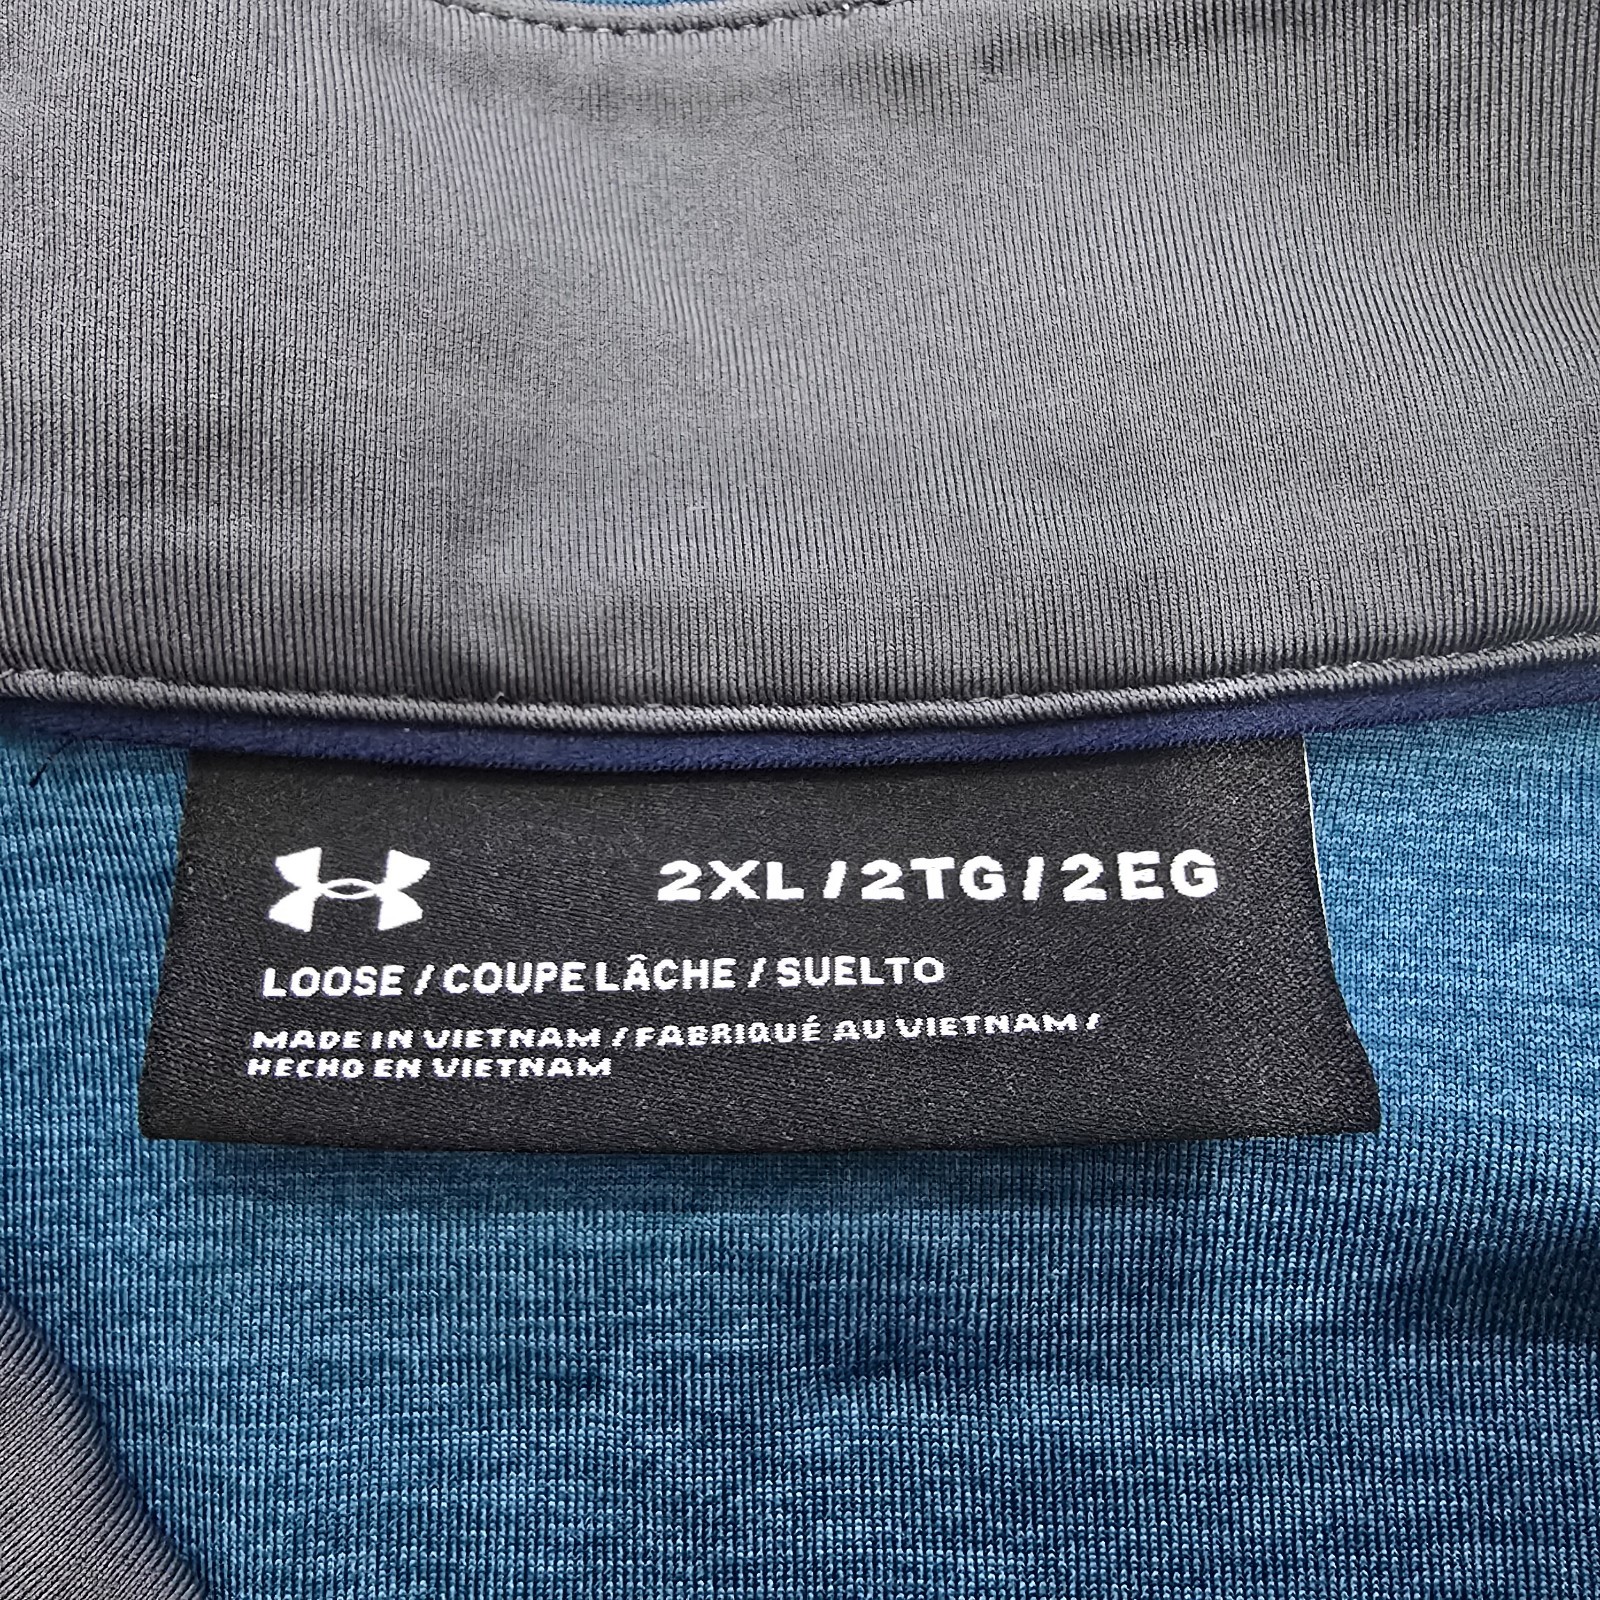 2XL/2TG/2EG
LOOSE / COUPE LÂCHE / SUELTO
MADE IN VIETNAM / FABRIQUÉ AU VIETNAM /
HECHO EN VIETNAM